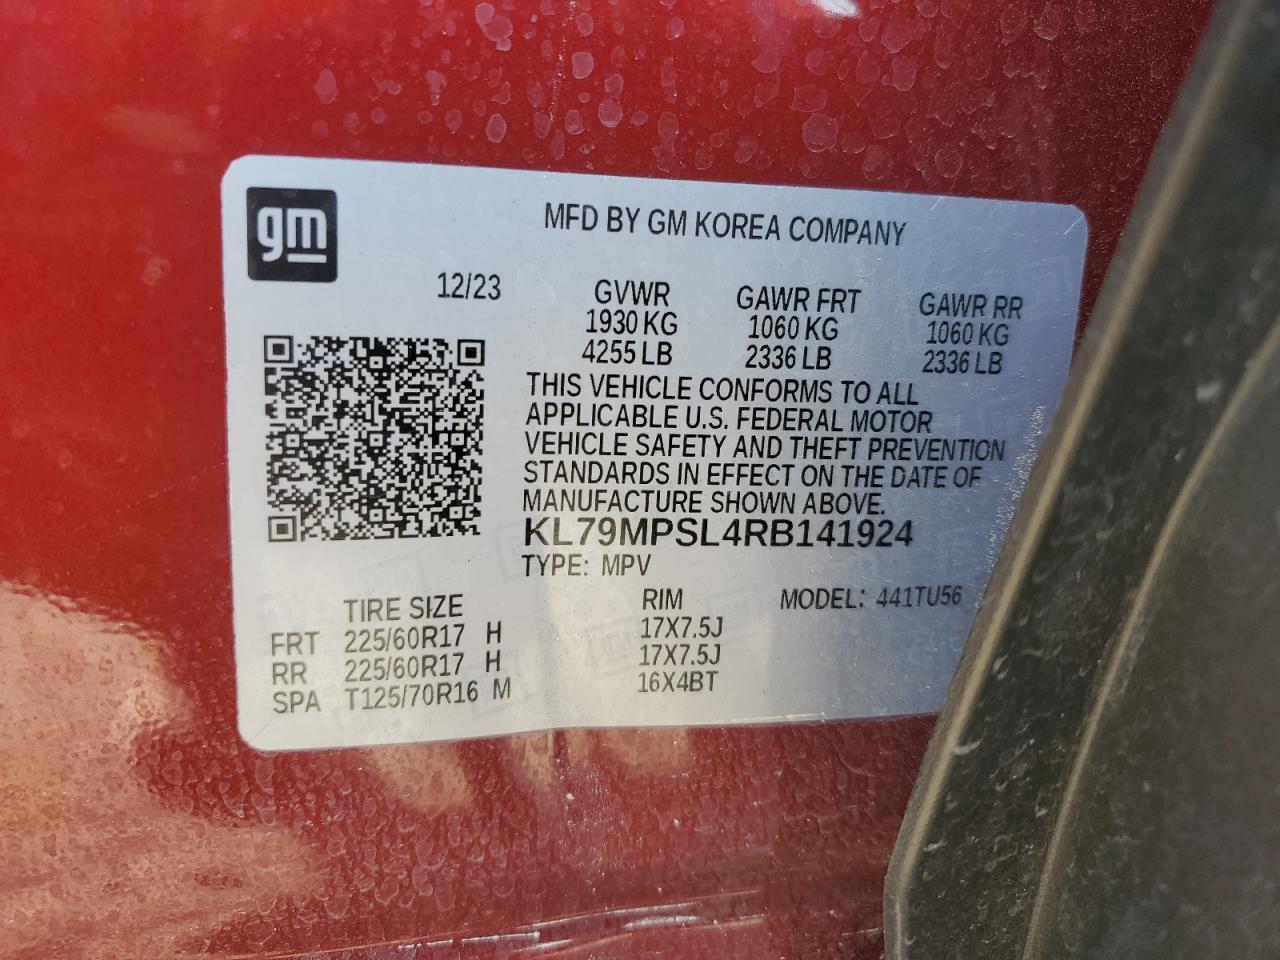 gm
MFD BY GM KOREA COMPANY
12/23
GVWR GAWR FRT GAWR RR
1930 KG 1060 KG 1060 KG
4255 LB 2336 LB 2336 LB
THIS VEHICLE CONFORMS TO ALL
APPLICABLE U.S. FEDERAL MOTOR
VEHICLE SAFETY AND THEFT PREVENTION
STANDARDS IN EFFECT ON THE DATE OF
MANUFACTURE SHOWN ABOVE.
KL79MPSL4RB141924
TYPE: MPV
TIRE SIZE RIM MODEL: 441TU56
FRT 225/60R17 H 17X7.5J
RR 225/60R17 H 17X7.5J
SPA T125/70R16 M 16X4BT